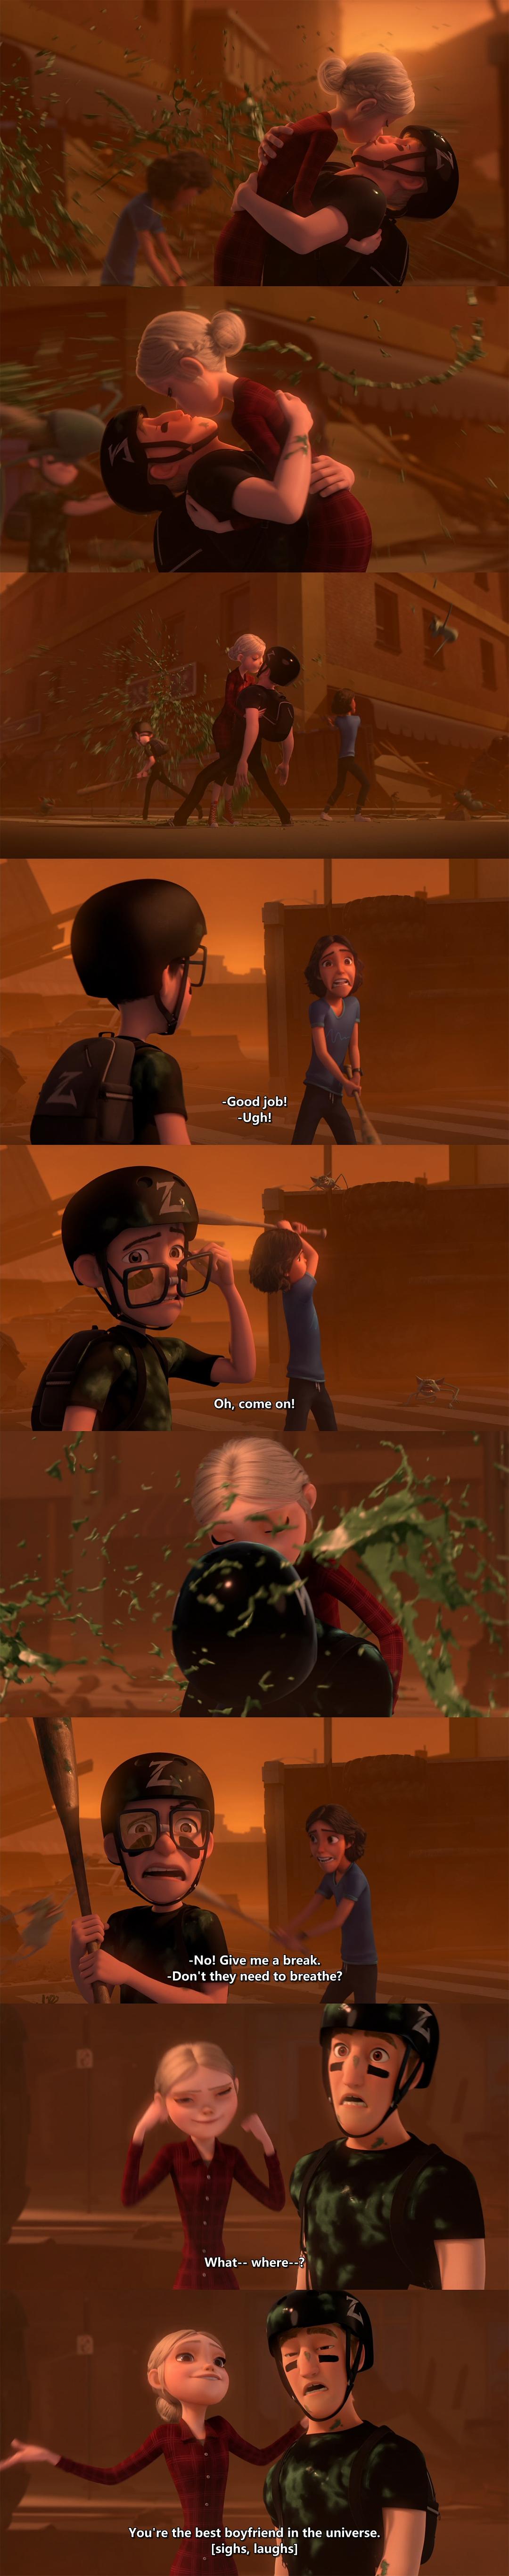 Z
Z
Z
-Good job!
-Ugh!
Z
Z
Oh, come on!
Z
-No! Give me a break.
-Don't they need to breathe?
Z
What-- where--?
Z
You're the best boyfriend in the universe.
[sighs, laughs]